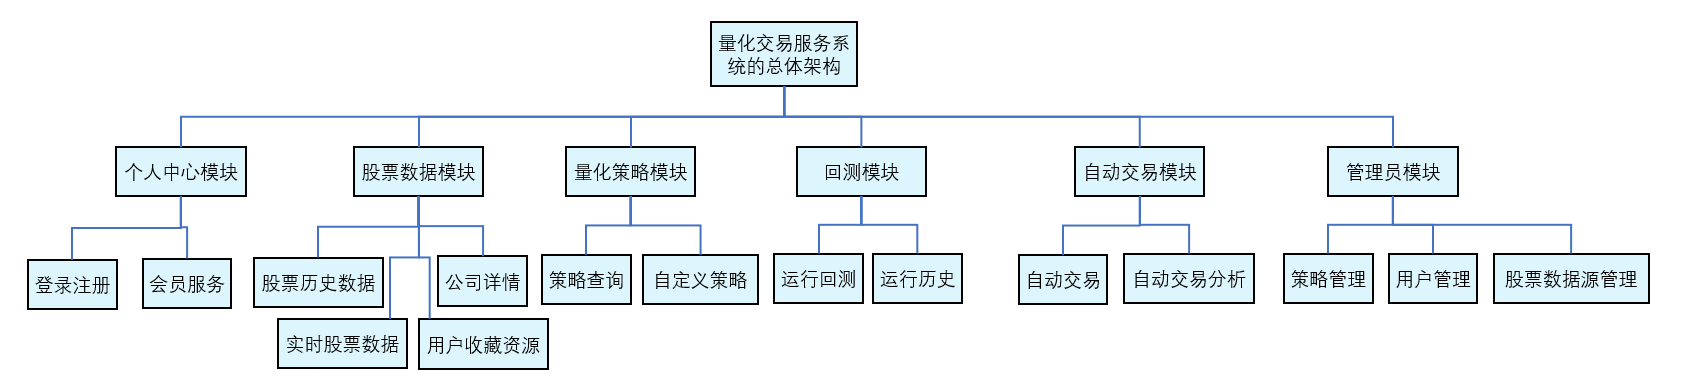 量化交易服务系
统的总体架构
个人中心模块
股票数据模块
量化策略模块
回测模块
自动交易模块
管理员模块
登录注册
会员服务
股票历史数据
公司详情
策略查询
自定义策略
运行回测
运行历史
自动交易
自动交易分析
策略管理
用户管理
股票数据源管理
实时股票数据
用户收藏资源